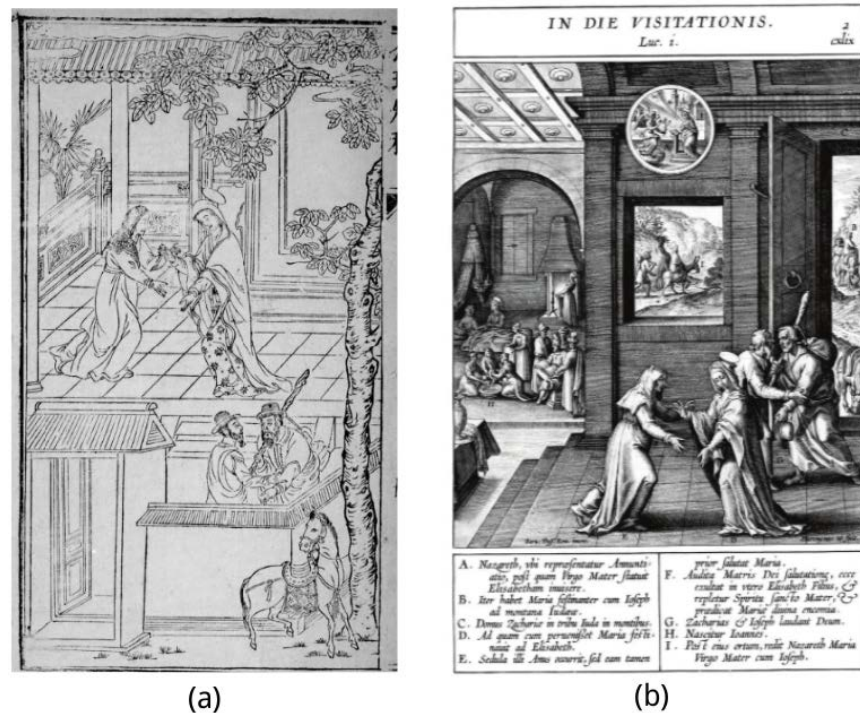 IN DIE VISITATIONIS.
Luc. i.
2
cxlix
A. Nazareth, vbi repræsentatur Annunti-
atio, post quam Virgo Mater statuit
Elisabetham inuisere.
B. Iter habet Maria festinanter cum Ioseph
ad montana Iudææ.
C. Domus Zachariæ in tribu Iuda in montibus.
D. Ad quam cum peruenisset Maria festi-
nauit ad Elisabeth.
E. Sedula illi Anus occurrit, sed eam tamen
prior salutat Maria.
F. Audita Matris Dei salutatione, ecce
exultat in vtero Elisabeth Filius, &
repletur Spiritu sancto Mater, &
prædicat Mariæ diuina encomia.
G. Zacharias & Ioseph laudant Deum.
H. Nascitur Ioannes.
I. Post eius ortum, redit Nazareth Maria
Virgo Mater cum Ioseph.
(a)
(b)